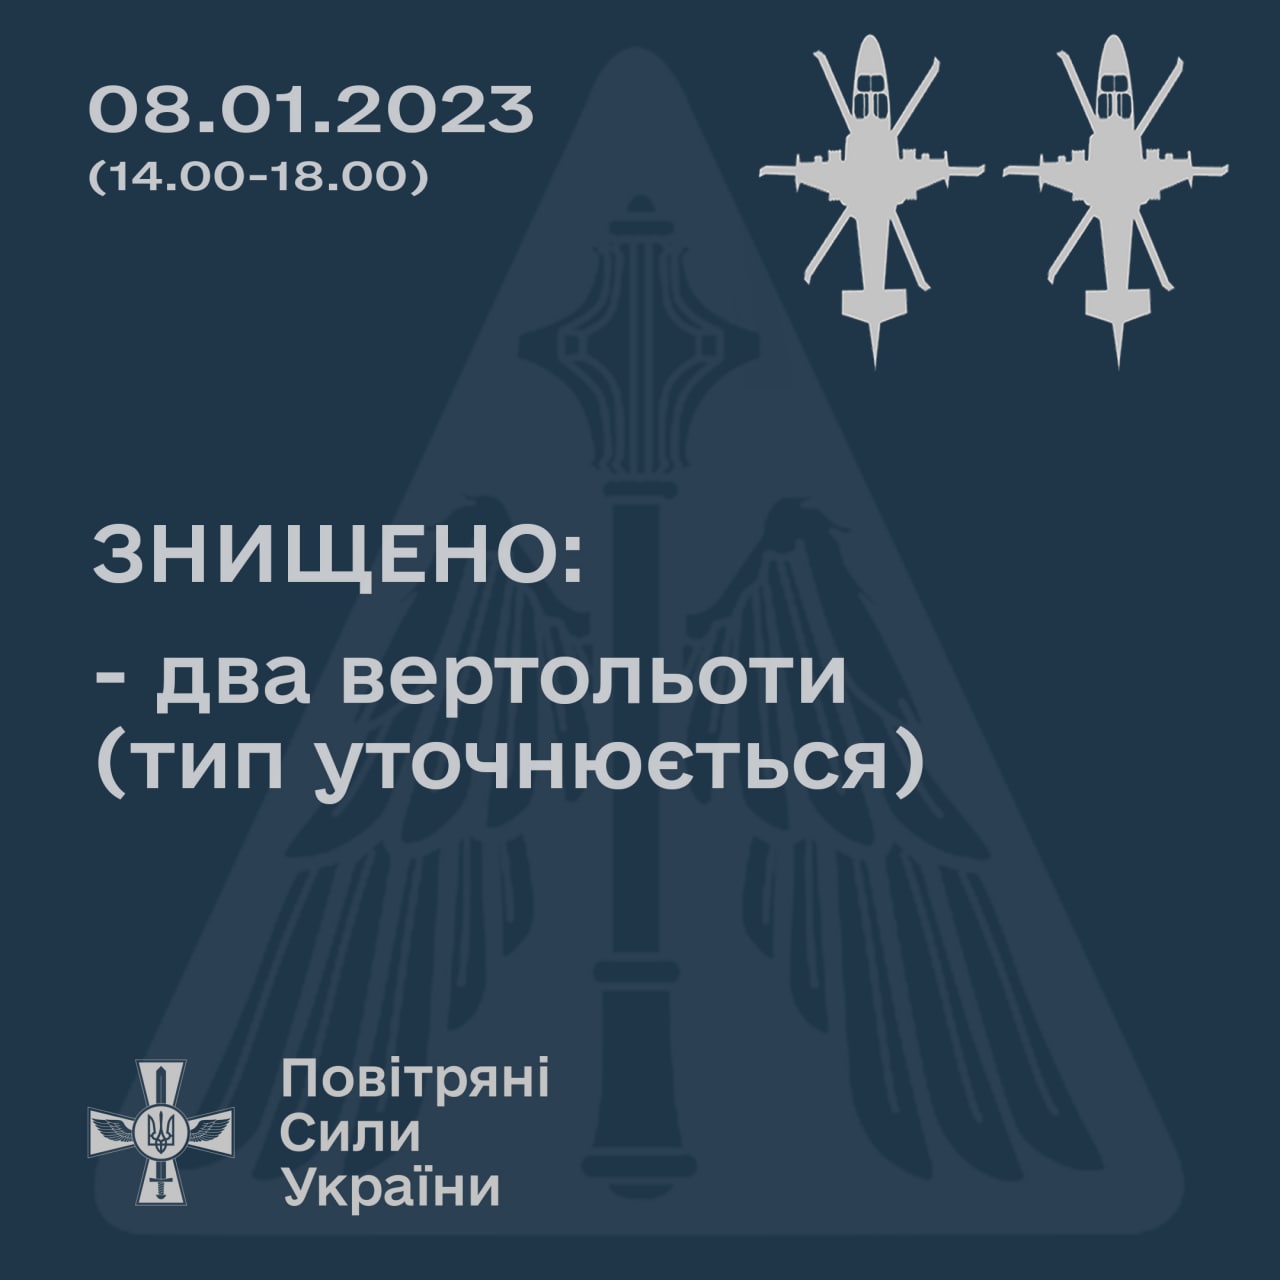 08.01.2023
(14.00-18.00)
ЗНИЩЕНО:
- два вертольоти
(тип уточнюється)
Повітряні
Сили
України